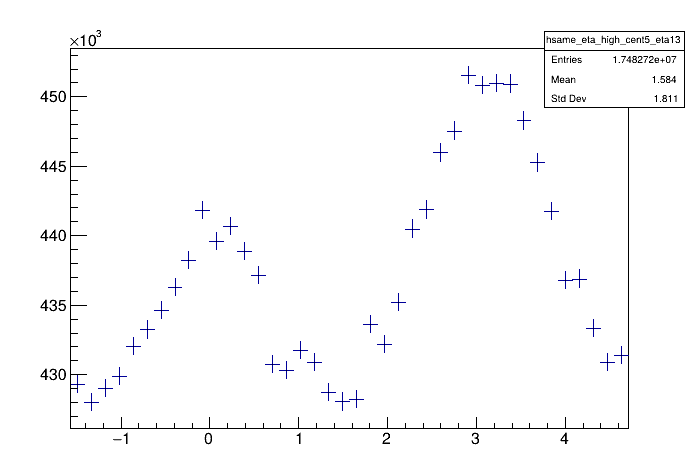 ×10³
hsame_eta_high_cent5_eta13
Entries 1.748272e+07
Mean 1.584
Std Dev 1.811
450
445
440
435
430
−1 0 1 2 3 4